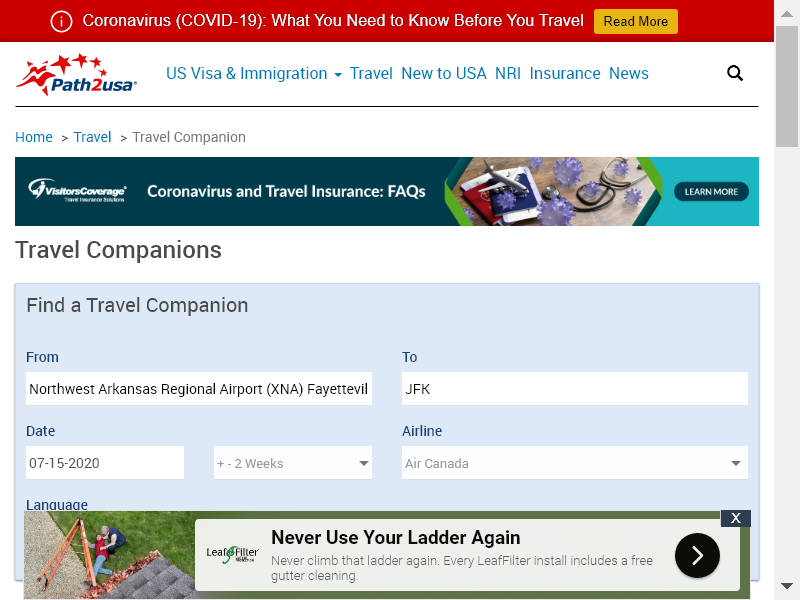 Coronavirus (COVID-19): What You Need to Know Before You Travel Read More
Path2usa
US Visa & Immigration Travel New to USA NRI Insurance News
Home > Travel > Travel Companion
VisitorsCoverage
Travel Insurance Solutions
Coronavirus and Travel Insurance: FAQs
LEARN MORE
Travel Companions
Find a Travel Companion
From To
Northwest Arkansas Regional Airport (XNA) Fayettevil JFK
Date Airline
07-15-2020 + - 2 Weeks Air Canada
Language
X
LeafFilter
Never Use Your Ladder Again
Never climb that ladder again. Every LeafFilter install includes a free
gutter cleaning.